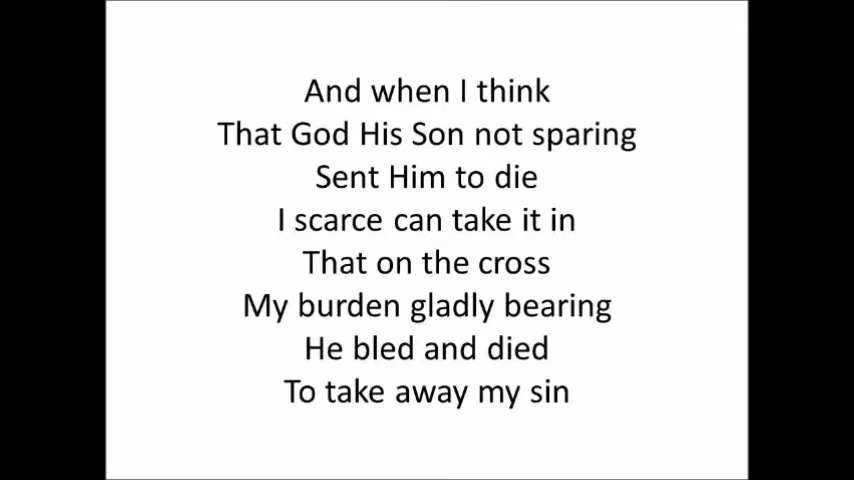 And when I think
That God His Son not sparing
Sent Him to die
I scarce can take it in
That on the cross
My burden gladly bearing
He bled and died
To take away my sin